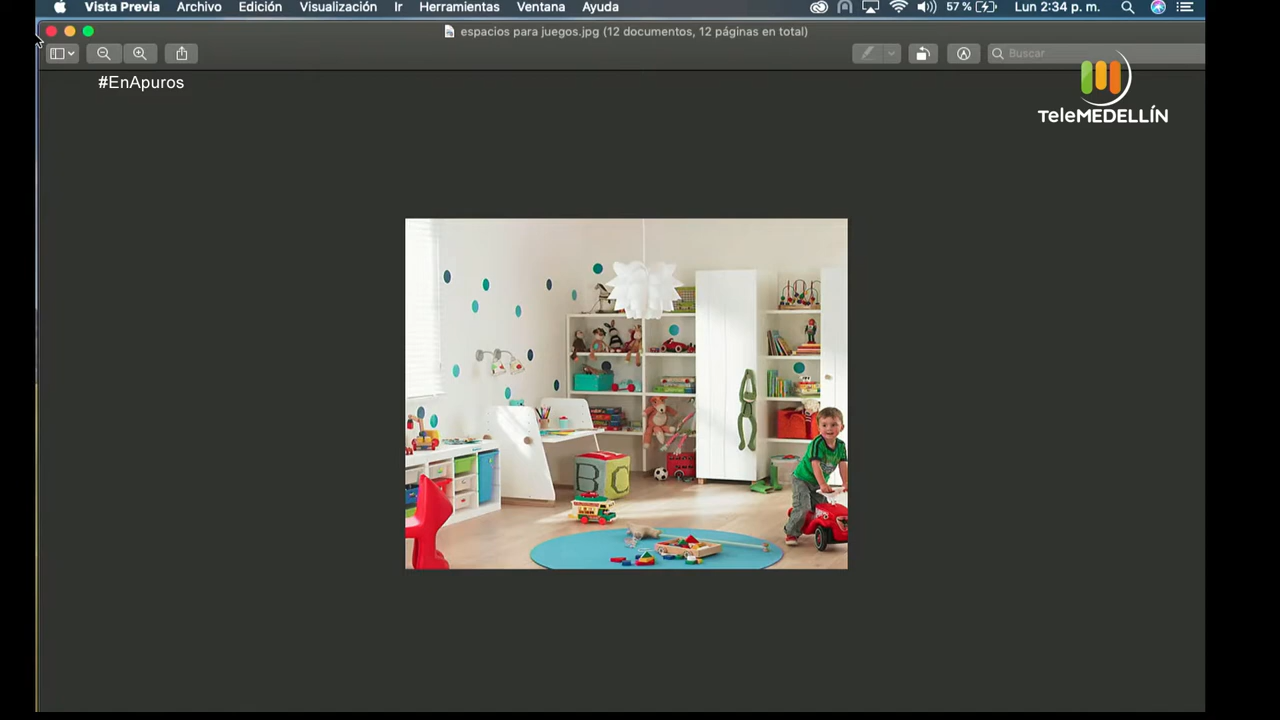 Vista Previa Archivo Edición Visualización Ir Herramientas Ventana Ayuda 57 % Lun 2:34 p. m.
espacios para juegos.jpg (12 documentos, 12 páginas en total)
Buscar
#EnApuros
TeleMEDELLÍN
B C